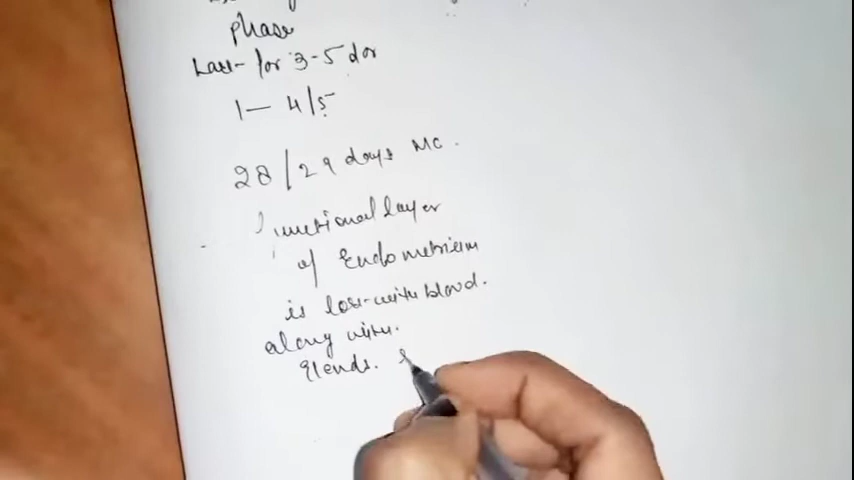 phase
Last for 3-5 day
1 — 4/5
28/29 days MC.
functional layer
of Endometrium
is lost with blood.
along with.
glands.